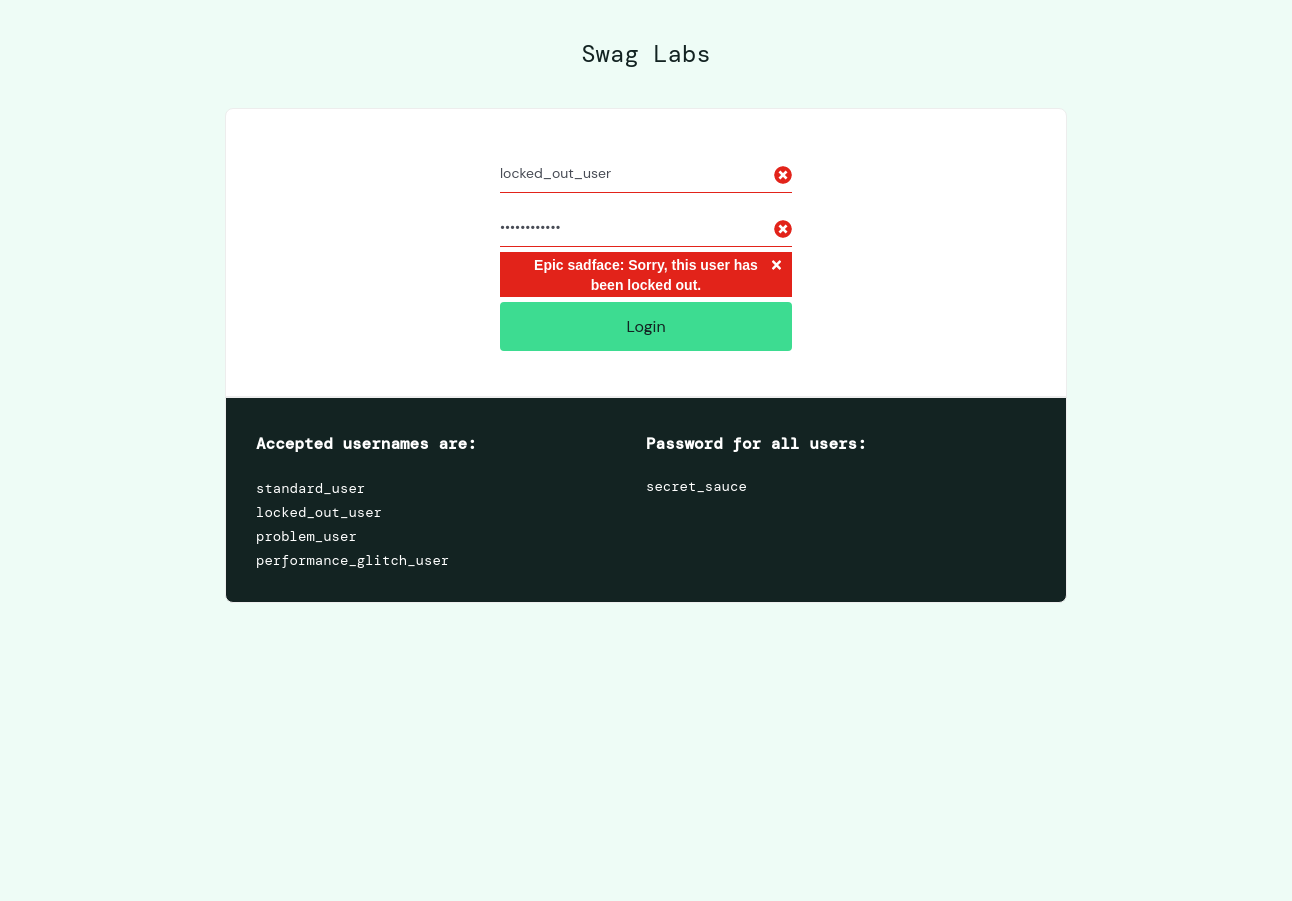 Swag Labs
locked_out_user
••••••••••••
Epic sadface: Sorry, this user has
been locked out.
Login
Accepted usernames are:
standard_user
locked_out_user
problem_user
performance_glitch_user
Password for all users:
secret_sauce